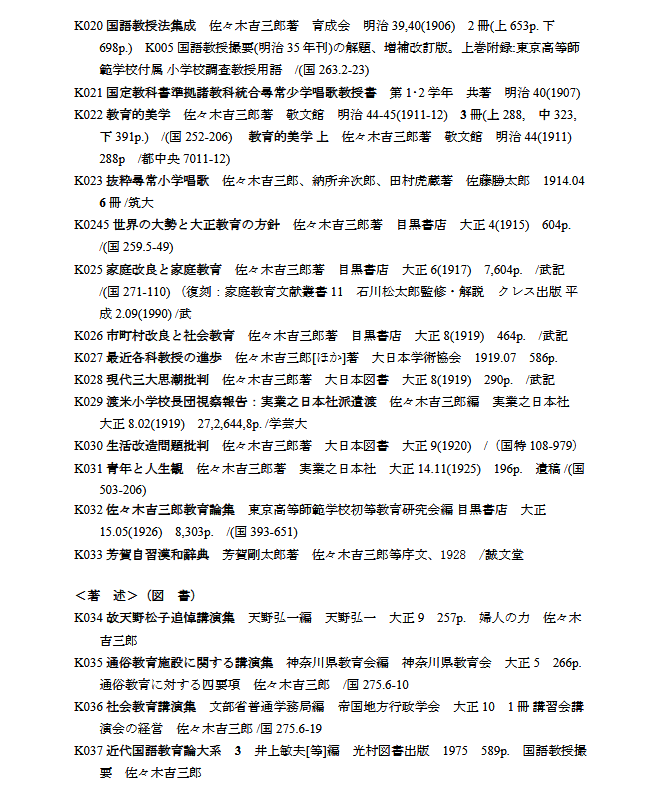 K020 国語教授法集成　佐々木吉三郎著　育成会　明治 39,40(1906)　2 冊(上 653p. 下
698p.)　K005 国語教授撮要(明治 35 年刊)の解題、増補改訂版。上巻附録:東京高等師
範学校付属 小学校調査教授用語　/(国 263.2-23)
K021 国定教科書準拠諸教科統合尋常少学唱歌教授書　第 1･2 学年　共著　明治 40(1907)
K022 教育的美学　佐々木吉三郎著　敬文館　明治 44-45(1911-12)　3 冊(上 288,　中 323,
下 391p.)　/(国 252-206)　教育的美学 上　佐々木吉三郎著　敬文館　明治 44(1911)
288p　/都中央 7011-12)
K023 抜粋尋常小学唱歌　佐々木吉三郎、納所弁次郎、田村虎蔵著　佐藤勝太郎　1914.04
6 冊 /筑大
K0245 世界の大勢と大正教育の方針　佐々木吉三郎著　目黒書店　大正 4(1915)　604p.
/(国 259.5-49)
K025 家庭改良と家庭教育　佐々木吉三郎著　目黒書店　大正 6(1917)　7,604p.　/武記
/(国 271-110)　（復刻：家庭教育文献叢書 11　石川松太郎監修・解説　クレス出版 平
成 2.09(1990) /武
K026 市町村改良と社会教育　佐々木吉三郎著　目黒書店　大正 8(1919)　464p.　/武記
K027 最近各科教授の進歩　佐々木吉三郎[ほか]著　大日本学術協会　1919.07　586p.
K028 現代三大思潮批判　佐々木吉三郎著　大日本図書　大正 8(1919)　290p.　/武記
K029 渡米小学校長団視察報告：実業之日本社派遣渡　佐々木吉三郎編　実業之日本社
大正 8.02(1919)　27,2,644,8p. /学芸大
K030 生活改造問題批判　佐々木吉三郎著　大日本図書　大正 9(1920)　/（国特 108-979）
K031 青年と人生観　佐々木吉三郎著　実業之日本社　大正 14.11(1925)　196p.　遺稿 /(国
503-206)
K032 佐々木吉三郎教育論集　東京高等師範学校初等教育研究会編 目黒書店　大正
15.05(1926)　8,303p.　/(国 393-651)
K033 芳賀自習漢和辭典　芳賀剛太郎著　佐々木吉三郎等序文、1928　/誠文堂
＜著　述＞（図　書）
K034 故天野松子追悼講演集　天野弘一編　天野弘一　大正 9　257p.　婦人の力　佐々木
吉三郎
K035 通俗教育施設に関する講演集　神奈川県教育会編　神奈川県教育会　大正 5　266p.
通俗教育に対する四要項　佐々木吉三郎　/国 275.6-10
K036 社会教育講演集　文部省普通学務局編　帝国地方行政学会　大正 10　1 冊 講習会講
演会の経営　佐々木吉三郎 /国 275.6-19
K037 近代国語教育論大系　3　井上敏夫[等]編　光村図書出版　1975　589p.　国語教授撮
要　佐々木吉三郎